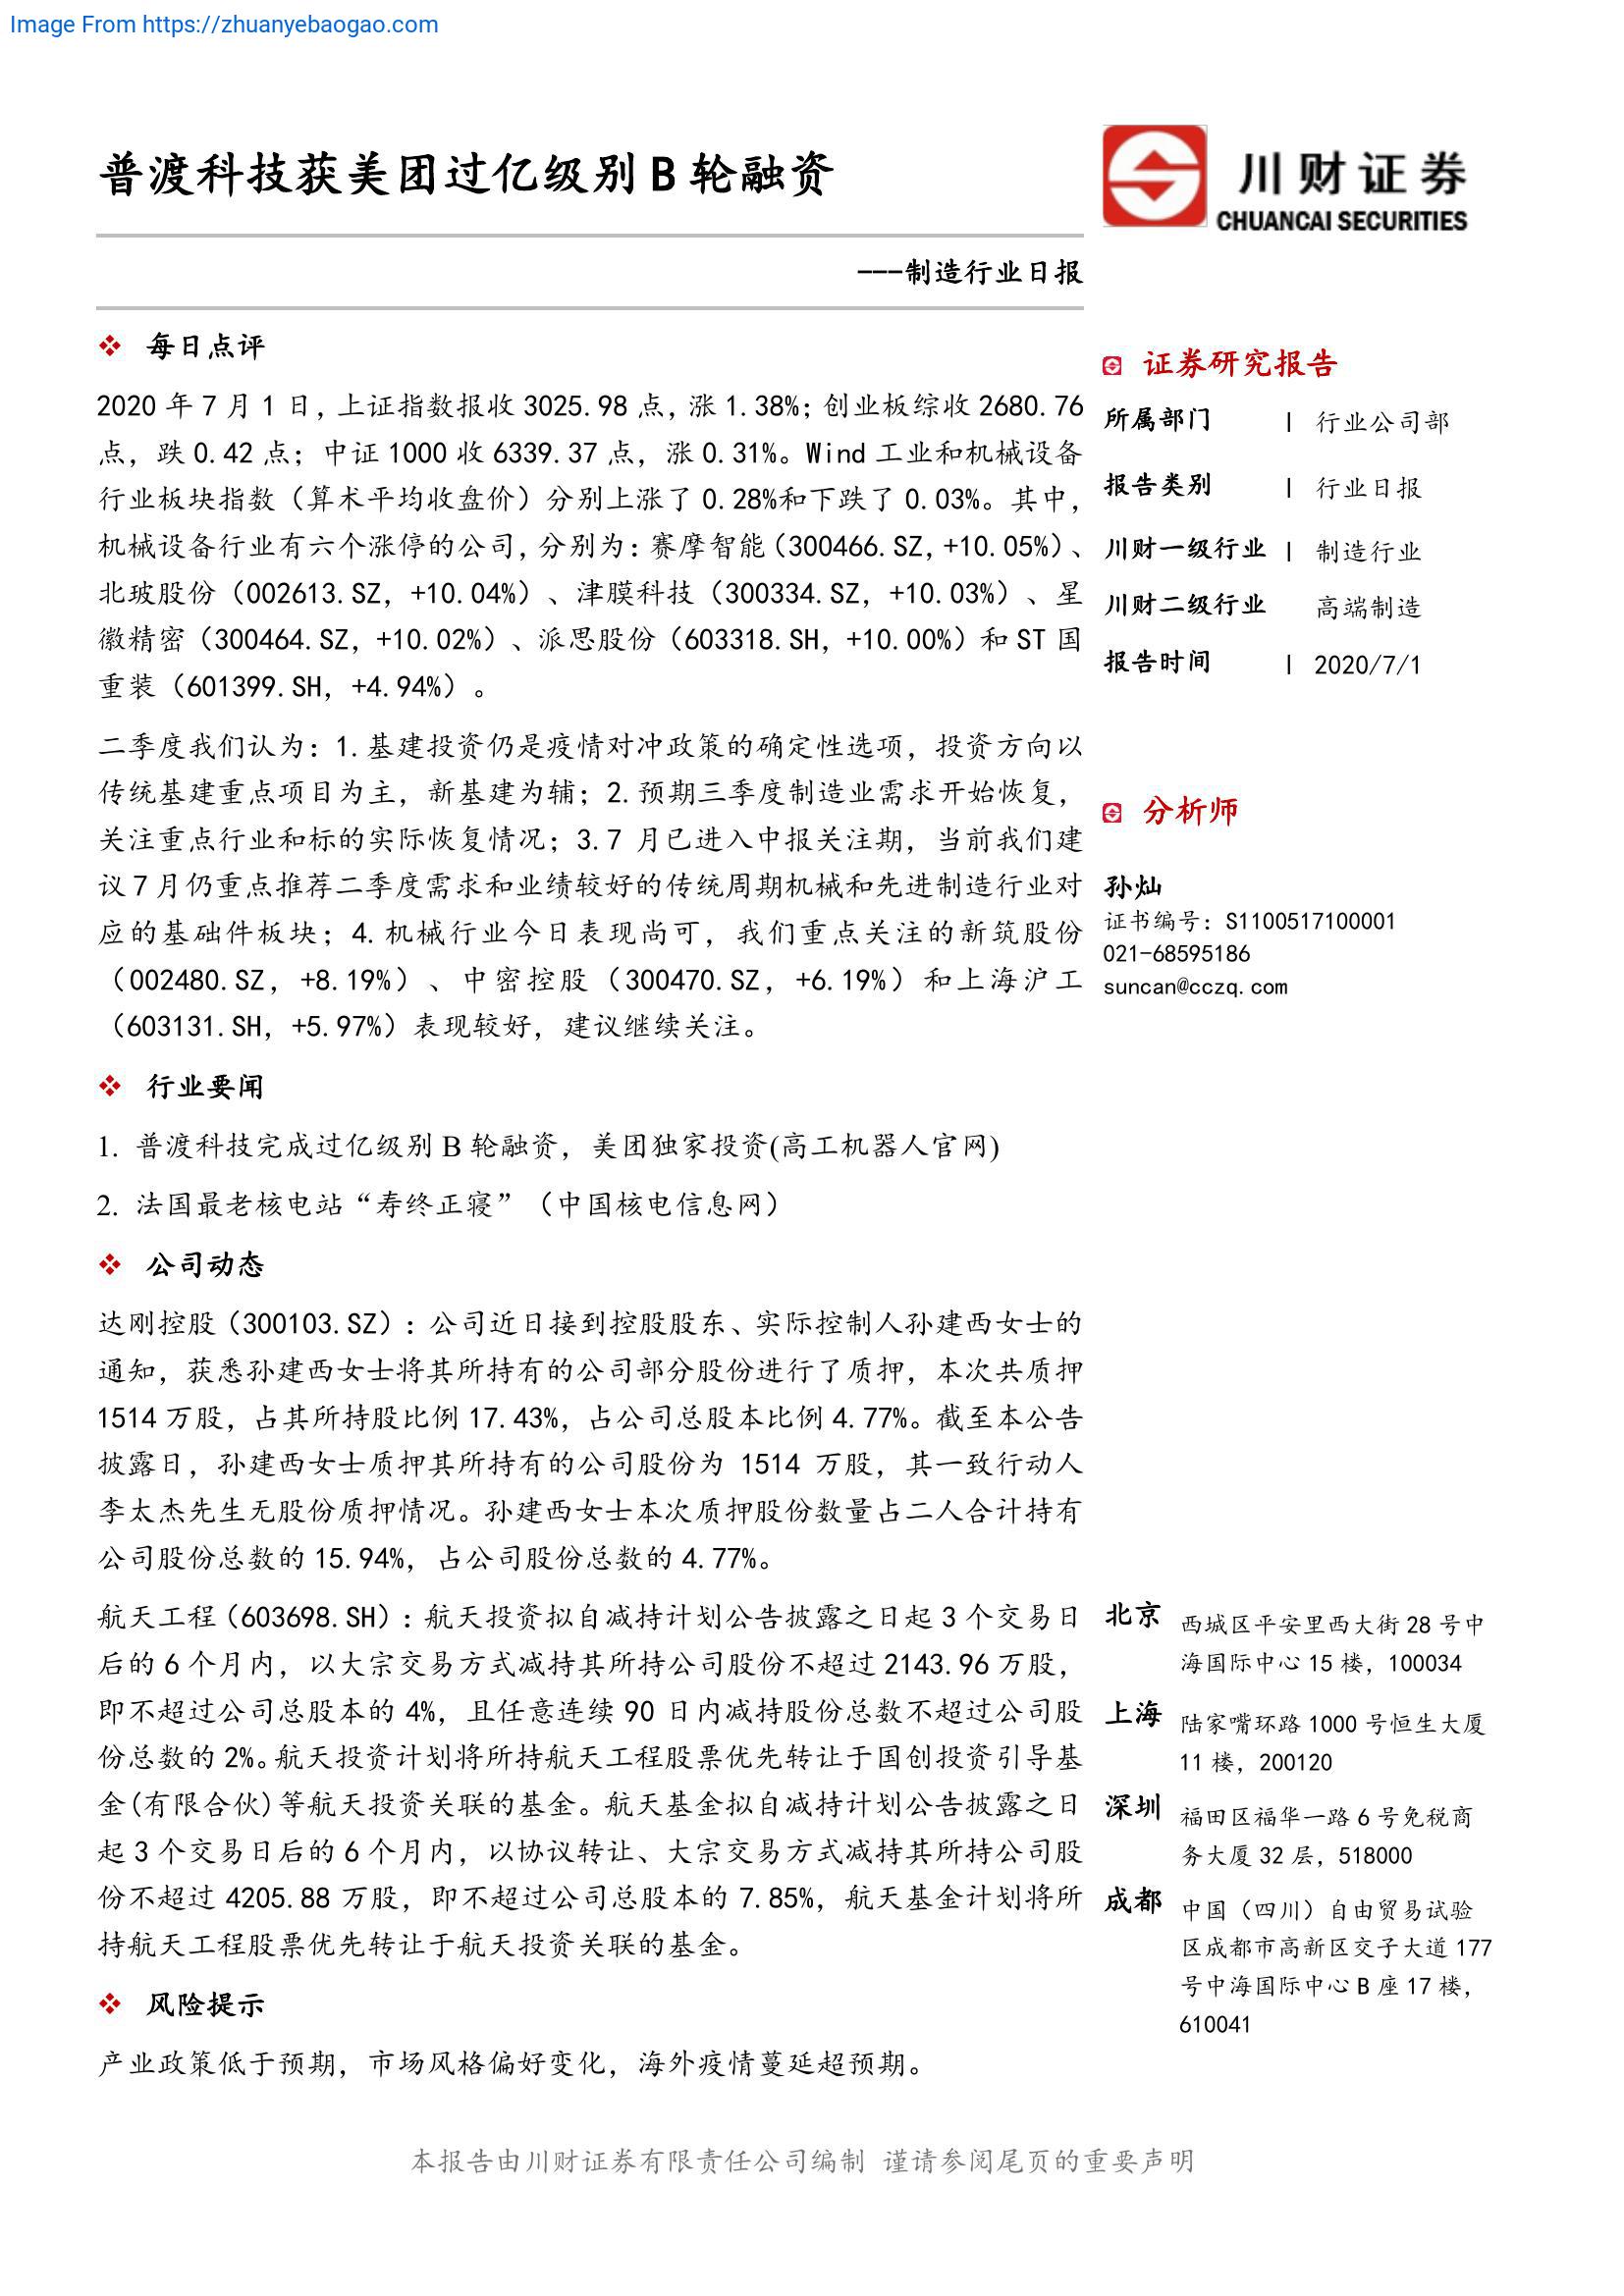 Image From https://zhuanyebaogao.com
普渡科技获美团过亿级别B轮融资
川财证券
CHUANCAI SECURITIES
---制造行业日报
每日点评
2020 年 7 月 1 日，上证指数报收 3025.98 点，涨 1.38%；创业板综收 2680.76
点，跌 0.42 点；中证 1000 收 6339.37 点，涨 0.31%。Wind 工业和机械设备
行业板块指数（算术平均收盘价）分别上涨了 0.28%和下跌了 0.03%。其中，
机械设备行业有六个涨停的公司，分别为：赛摩智能（300466.SZ，+10.05%）、
北玻股份（002613.SZ，+10.04%）、津膜科技（300334.SZ，+10.03%）、星
徽精密（300464.SZ，+10.02%）、派思股份（603318.SH，+10.00%）和 ST 国
重装（601399.SH，+4.94%）。
二季度我们认为：1.基建投资仍是疫情对冲政策的确定性选项，投资方向以
传统基建重点项目为主，新基建为辅；2.预期三季度制造业需求开始恢复，
关注重点行业和标的实际恢复情况；3.7 月已进入中报关注期，当前我们建
议 7 月仍重点推荐二季度需求和业绩较好的传统周期机械和先进制造行业对
应的基础件板块；4.机械行业今日表现尚可，我们重点关注的新筑股份
（002480.SZ，+8.19%）、中密控股（300470.SZ，+6.19%）和上海沪工
（603131.SH，+5.97%）表现较好，建议继续关注。
行业要闻
1. 普渡科技完成过亿级别 B 轮融资，美团独家投资(高工机器人官网)
2. 法国最老核电站“寿终正寝”（中国核电信息网）
公司动态
达刚控股（300103.SZ）：公司近日接到控股股东、实际控制人孙建西女士的
通知，获悉孙建西女士将其所持有的公司部分股份进行了质押，本次共质押
1514 万股，占其所持股比例 17.43%，占公司总股本比例 4.77%。截至本公告
披露日，孙建西女士质押其所持有的公司股份为 1514 万股，其一致行动人
李太杰先生无股份质押情况。孙建西女士本次质押股份数量占二人合计持有
公司股份总数的 15.94%，占公司股份总数的 4.77%。
航天工程（603698.SH）：航天投资拟自减持计划公告披露之日起 3 个交易日
后的 6 个月内，以大宗交易方式减持其所持公司股份不超过 2143.96 万股，
即不超过公司总股本的 4%，且任意连续 90 日内减持股份总数不超过公司股
份总数的 2%。航天投资计划将所持航天工程股票优先转让于国创投资引导基
金(有限合伙)等航天投资关联的基金。航天基金拟自减持计划公告披露之日
起 3 个交易日后的 6 个月内，以协议转让、大宗交易方式减持其所持公司股
份不超过 4205.88 万股，即不超过公司总股本的 7.85%，航天基金计划将所
持航天工程股票优先转让于航天投资关联的基金。
风险提示
产业政策低于预期，市场风格偏好变化，海外疫情蔓延超预期。
证券研究报告
所属部门 | 行业公司部
报告类别 | 行业日报
川财一级行业 | 制造行业
川财二级行业 高端制造
报告时间 | 2020/7/1
分析师
孙灿
证书编号：S1100517100001
021-68595186
suncan@cczq.com
北京 西城区平安里西大街 28 号中
海国际中心 15 楼，100034
上海 陆家嘴环路 1000 号恒生大厦
11 楼，200120
深圳 福田区福华一路 6 号免税商
务大厦 32 层，518000
成都 中国（四川）自由贸易试验
区成都市高新区交子大道 177
号中海国际中心 B 座 17 楼，
610041
本报告由川财证券有限责任公司编制 谨请参阅尾页的重要声明